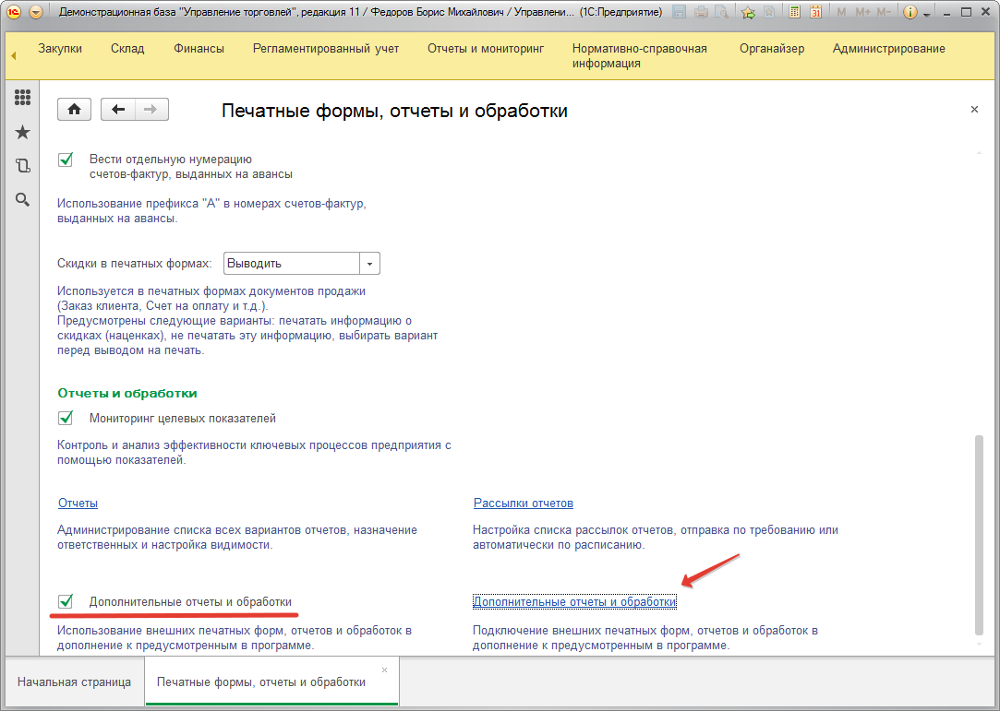 Демонстрационная база "Управление торговлей", редакция 11 / Федоров Борис Михайлович / Управлени... (1С:Предприятие)
31
M M+ M-
Закупки
Склад
Финансы
Регламентированный учет
Отчеты и мониторинг
Нормативно-справочная
информация
Органайзер
Администрирование
Печатные формы, отчеты и обработки
Вести отдельную нумерацию
счетов-фактур, выданных на авансы
Использование префикса "А" в номерах счетов-фактур,
выданных на авансы.
Скидки в печатных формах: Выводить
Используется в печатных формах документов продажи
(Заказ клиента, Счет на оплату и т.д.).
Предусмотрены следующие варианты: печатать информацию о
скидках (наценках), не печатать эту информацию, выбирать вариант
перед выводом на печать.
Отчеты и обработки
Мониторинг целевых показателей
Контроль и анализ эффективности ключевых процессов предприятия с
помощью показателей.
Отчеты
Администрирование списка всех вариантов отчетов, назначение
ответственных и настройка видимости.
Рассылки отчетов
Настройка списка рассылок отчетов, отправка по требованию или
автоматически по расписанию.
Дополнительные отчеты и обработки
Использование внешних печатных форм, отчетов и обработок в
дополнение к предусмотренным в программе.
Дополнительные отчеты и обработки
Подключение внешних печатных форм, отчетов и обработок в
дополнение к предусмотренным в программе.
Начальная страница
Печатные формы, отчеты и обработки